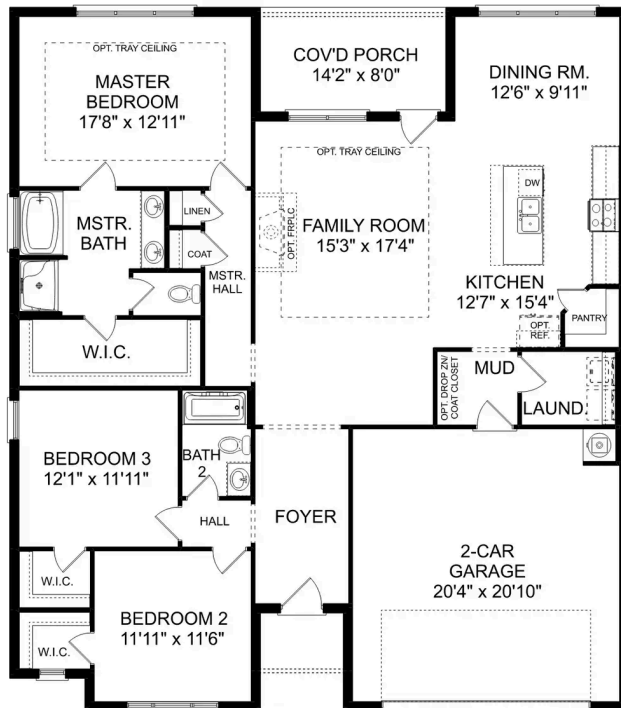 OPT. TRAY CEILING
MASTER
BEDROOM
17'8" x 12'11"
COV'D PORCH
14'2" x 8'0"
DINING RM.
12'6" x 9'11"
OPT. TRAY CEILING
FAMILY ROOM
15'3" x 17'4"
OPT. FRPLC
DW
KITCHEN
12'7" x 15'4"
OPT.
REF.
PANTRY
MSTR.
BATH
LINEN
COAT
MSTR.
HALL
W.I.C.
OPT. DROP ZN/
COAT CLOSET
MUD
LAUND.
BEDROOM 3
12'1" x 11'11"
BATH
2
HALL
FOYER
W.I.C.
2-CAR
GARAGE
20'4" x 20'10"
BEDROOM 2
11'11" x 11'6"
W.I.C.